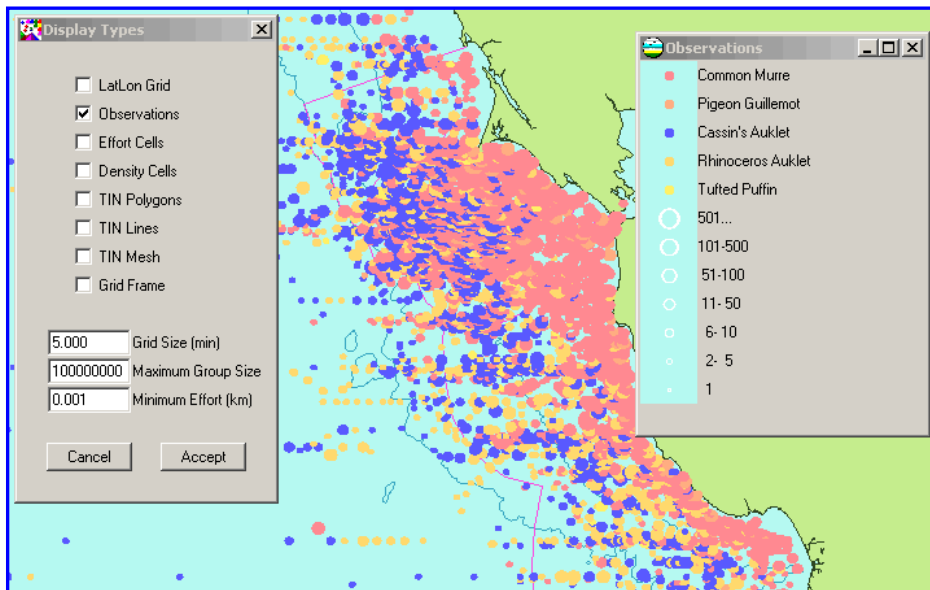 Display Types
LatLon Grid
Observations
Effort Cells
Density Cells
TIN Polygons
TIN Lines
TIN Mesh
Grid Frame
5.000 Grid Size (min)
100000000 Maximum Group Size
0.001 Minimum Effort (km)
Cancel Accept
Observations
Common Murre
Pigeon Guillemot
Cassin's Auklet
Rhinoceros Auklet
Tufted Puffin
501...
101-500
51-100
11- 50
6- 10
2- 5
1